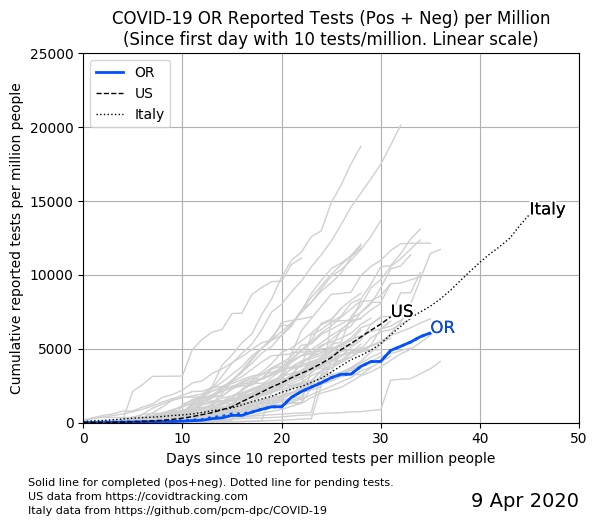 COVID-19 OR Reported Tests (Pos + Neg) per Million
(Since first day with 10 tests/million. Linear scale)
Cumulative reported tests per million people
25000
20000
15000
10000
5000
0
OR
US
Italy
Italy
US
OR
0 10 20 30 40 50
Days since 10 reported tests per million people
Solid line for completed (pos+neg). Dotted line for pending tests.
US data from https://covidtracking.com
Italy data from https://github.com/pcm-dpc/COVID-19
9 Apr 2020